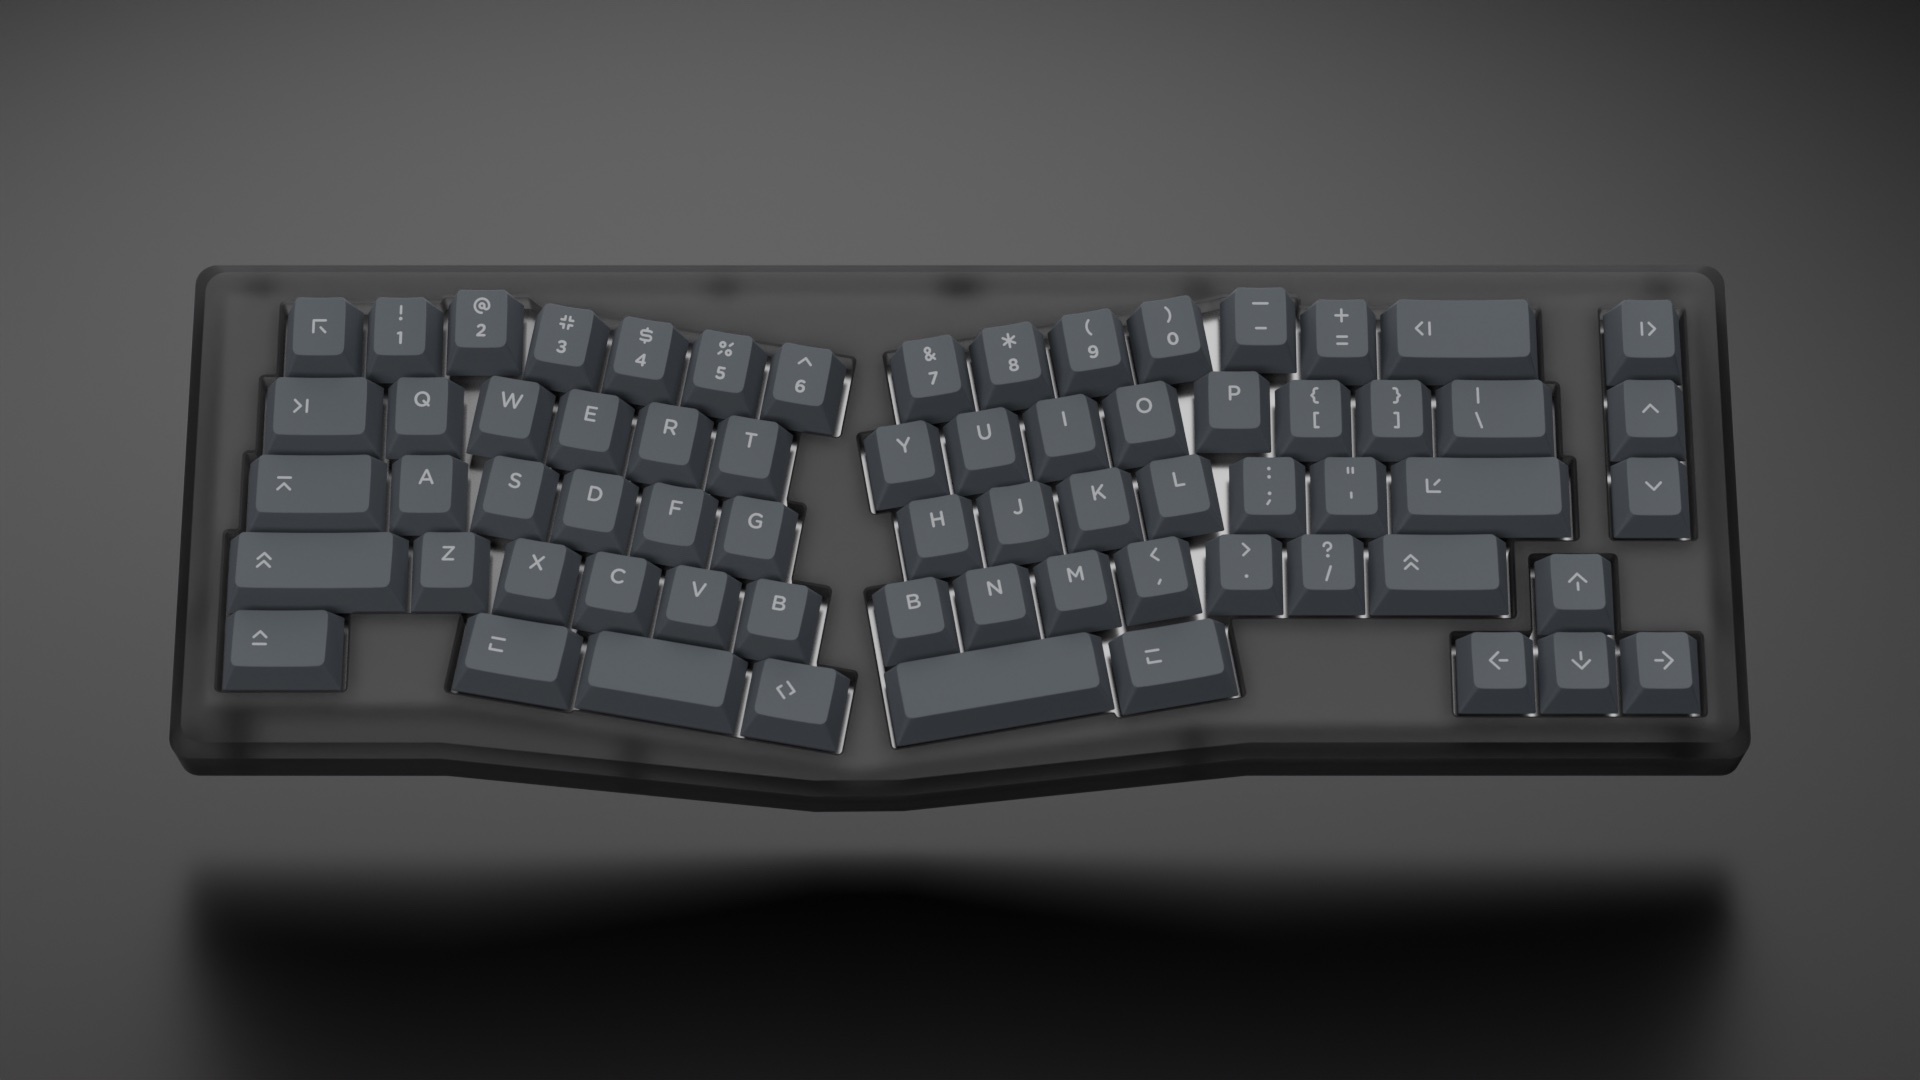 ! @ # $ % ^ & * ( ) _ +
1 2 3 4 5 6 7 8 9 0 - =
Q W E R T Y U I O P { } |
[ ] \
A S D F G H J K L : "
; '
Z X C V B B N M < > ?
, . /